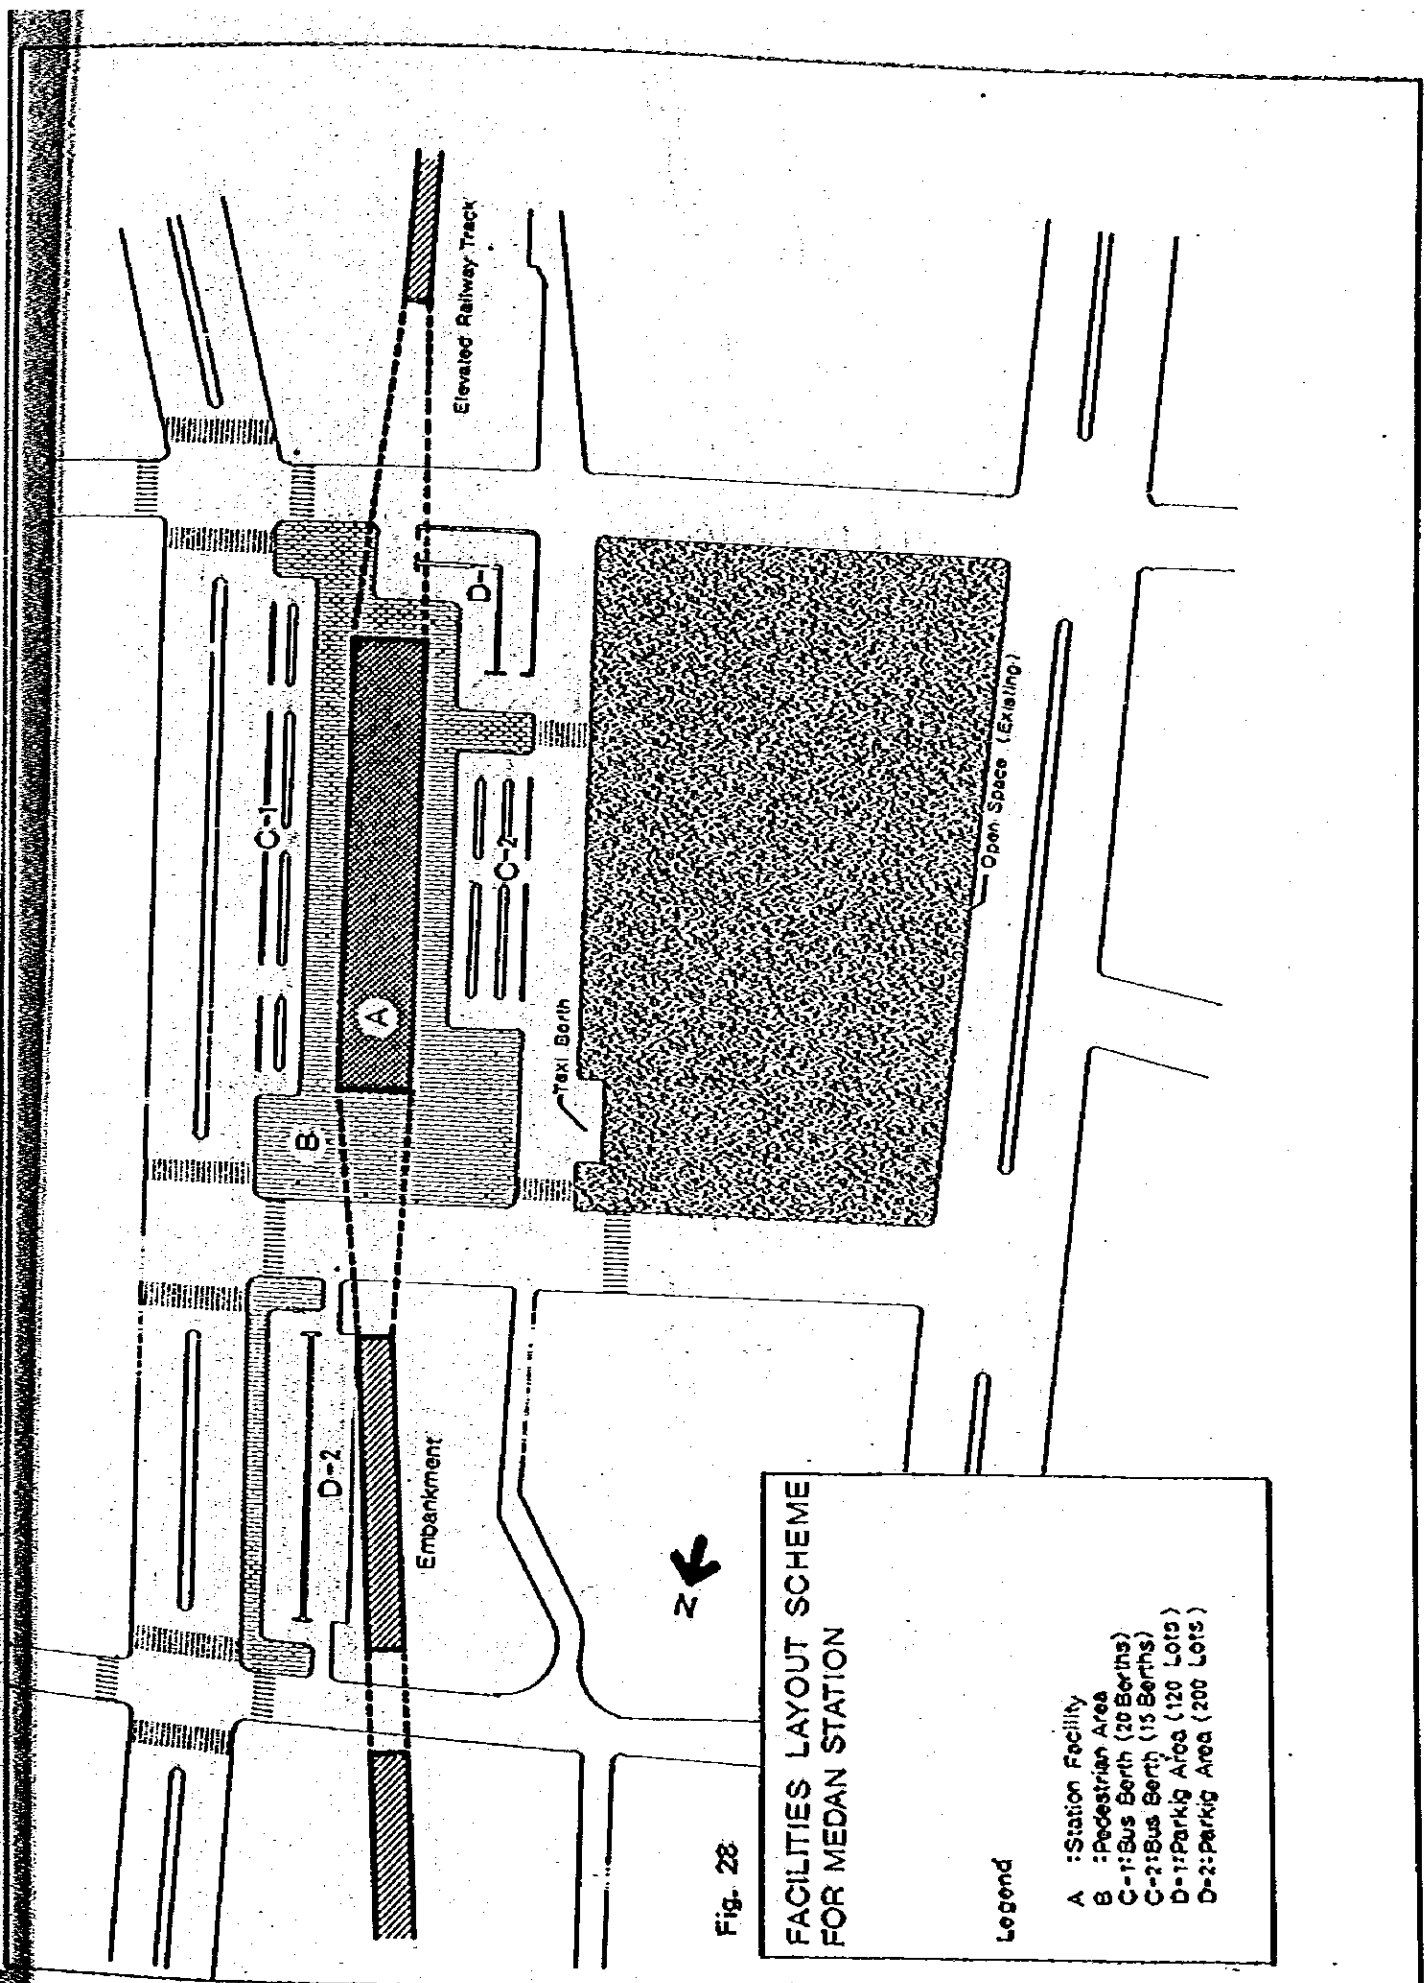 Fig. 28
FACILITIES LAYOUT SCHEME
FOR MEDAN STATION
Legend
A :Station Facility
B :Pedestrian Area
C-1:Bus Berth (20 Berths)
C-2:Bus Berth (15 Berths)
D-1:Parkig Area (120 Lots)
D-2:Parkig Area (200 Lots)
N
Embankment
D-2
B
A
Taxi Berth
C-1
C-2
D-
Open Space (Existing)
Elevated Railway Track